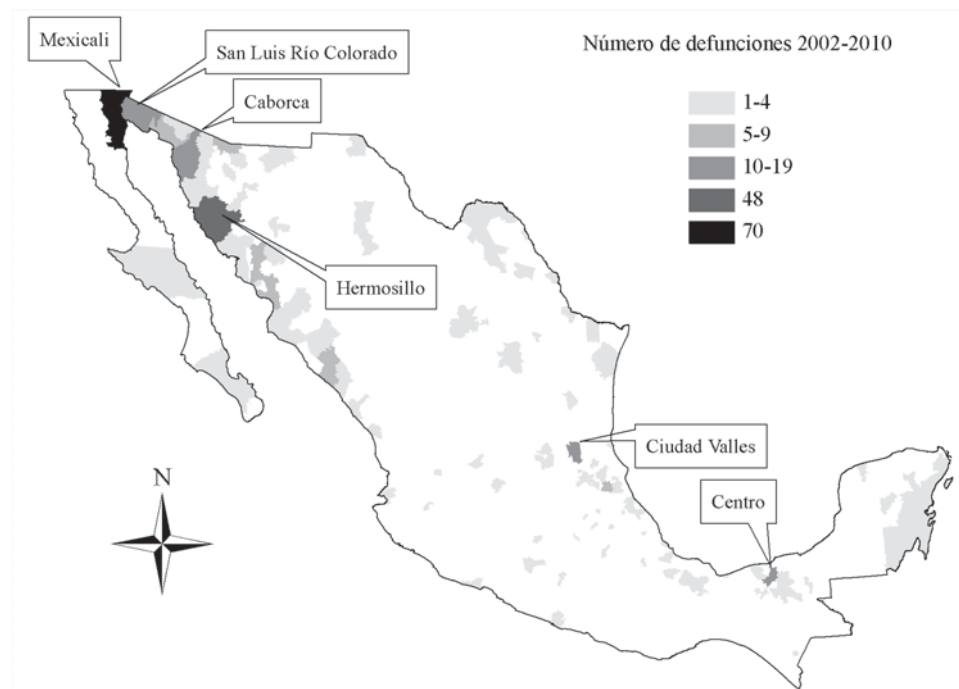 Mexicali
San Luis Río Colorado
Caborca
Número de defunciones 2002-2010
1-4
5-9
10-19
48
70
Hermosillo
Ciudad Valles
Centro
N